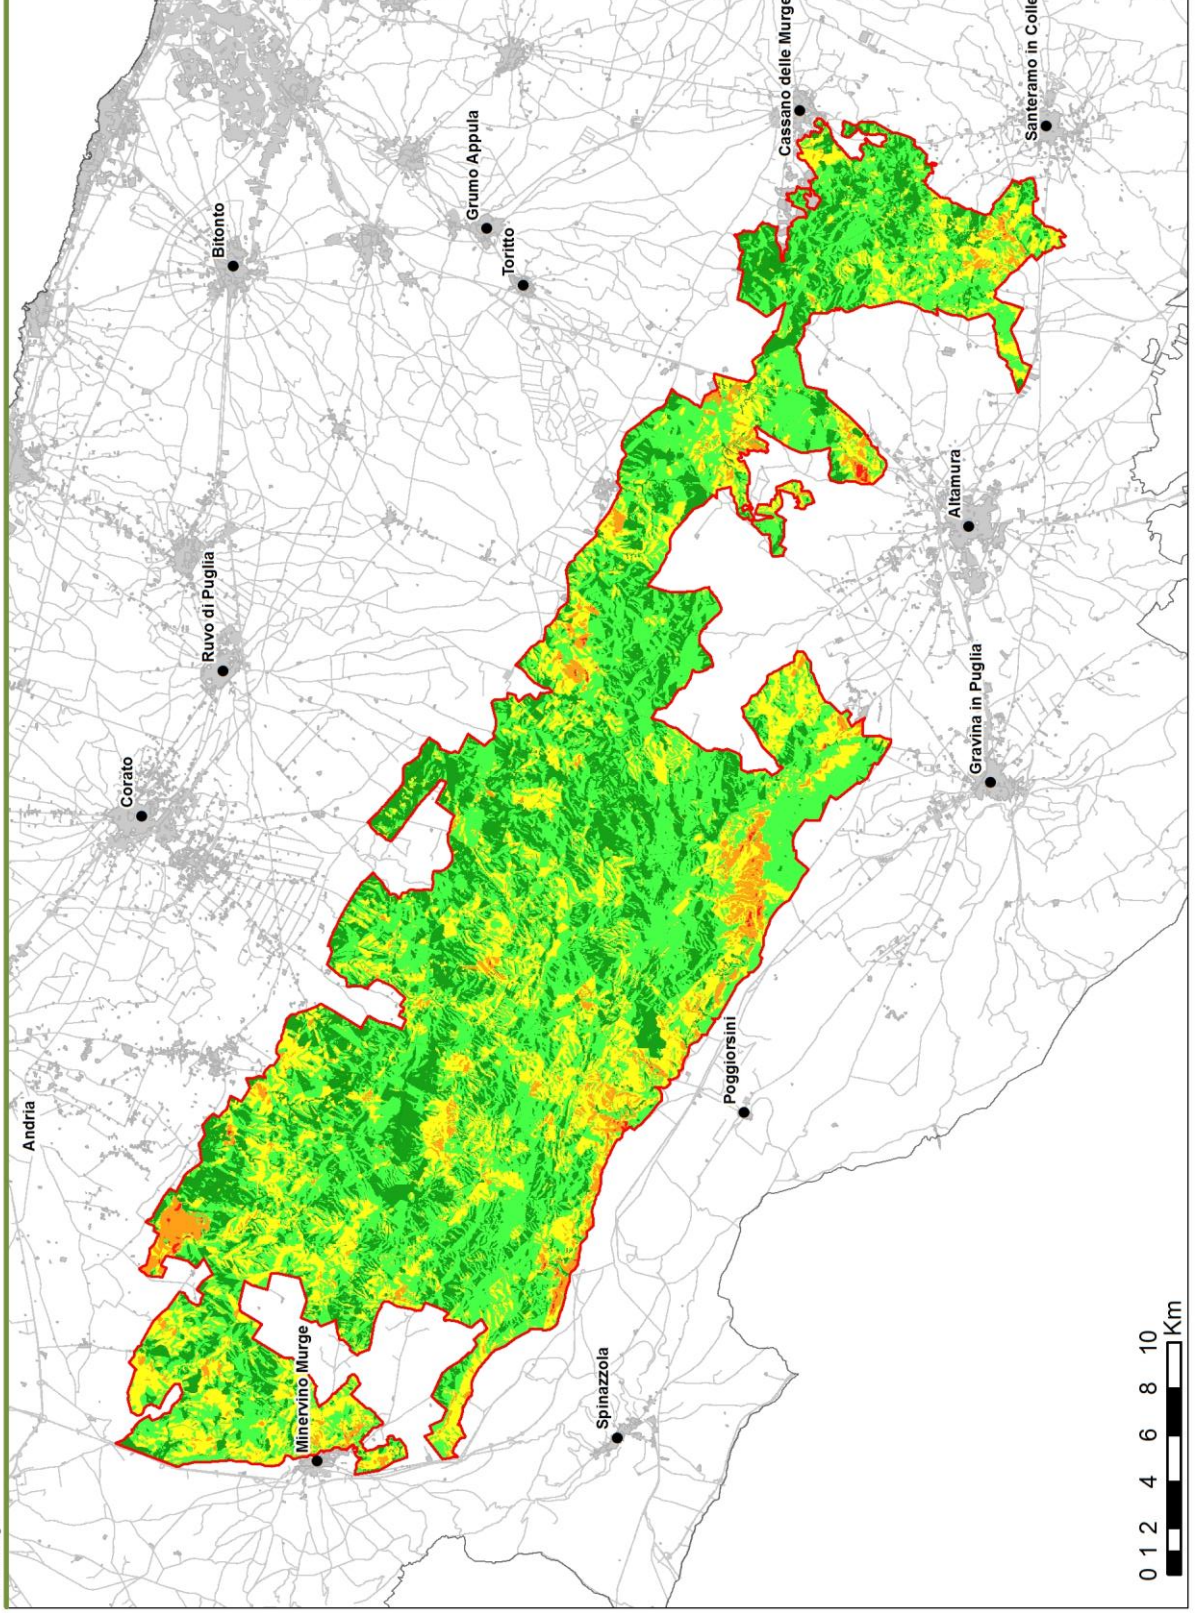 Andria
Corato
Ruvo di Puglia
Bitonto
Grumo Appula
Toritto
Minervino Murge
Spinazzola
Poggiorsini
Gravina in Puglia
Altamura
Cassano delle Murge
Santeramo in Colle
0 1 2 4 6 8 10
Km